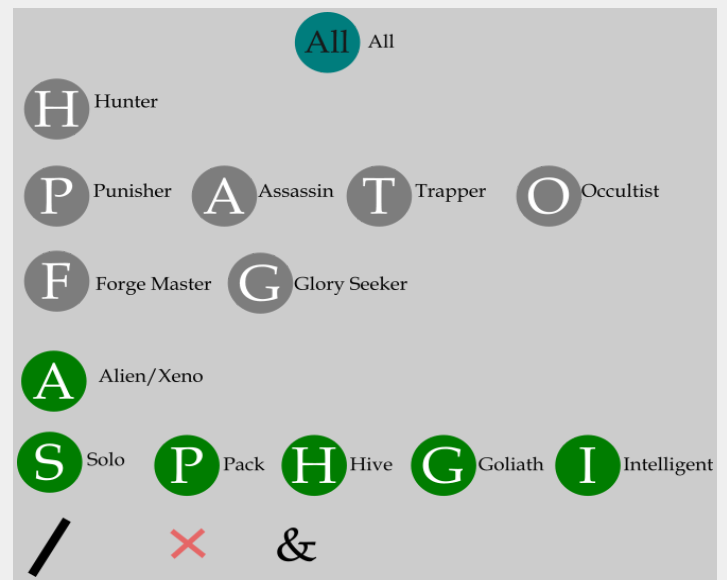 All All
H Hunter
P Punisher A Assassin T Trapper O Occultist
F Forge Master G Glory Seeker
A Alien/Xeno
S Solo P Pack H Hive G Goliath I Intelligent
/ × &